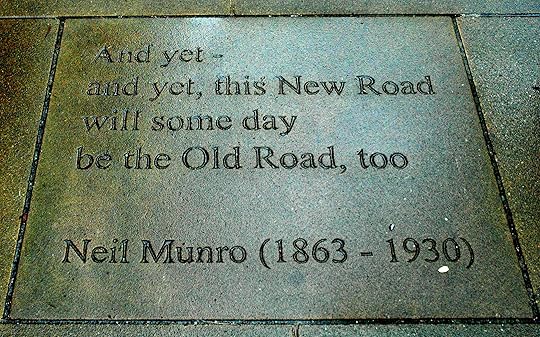 And yet -
and yet, this New Road
will some day
be the Old Road, too
Neil Munro (1863 - 1930)